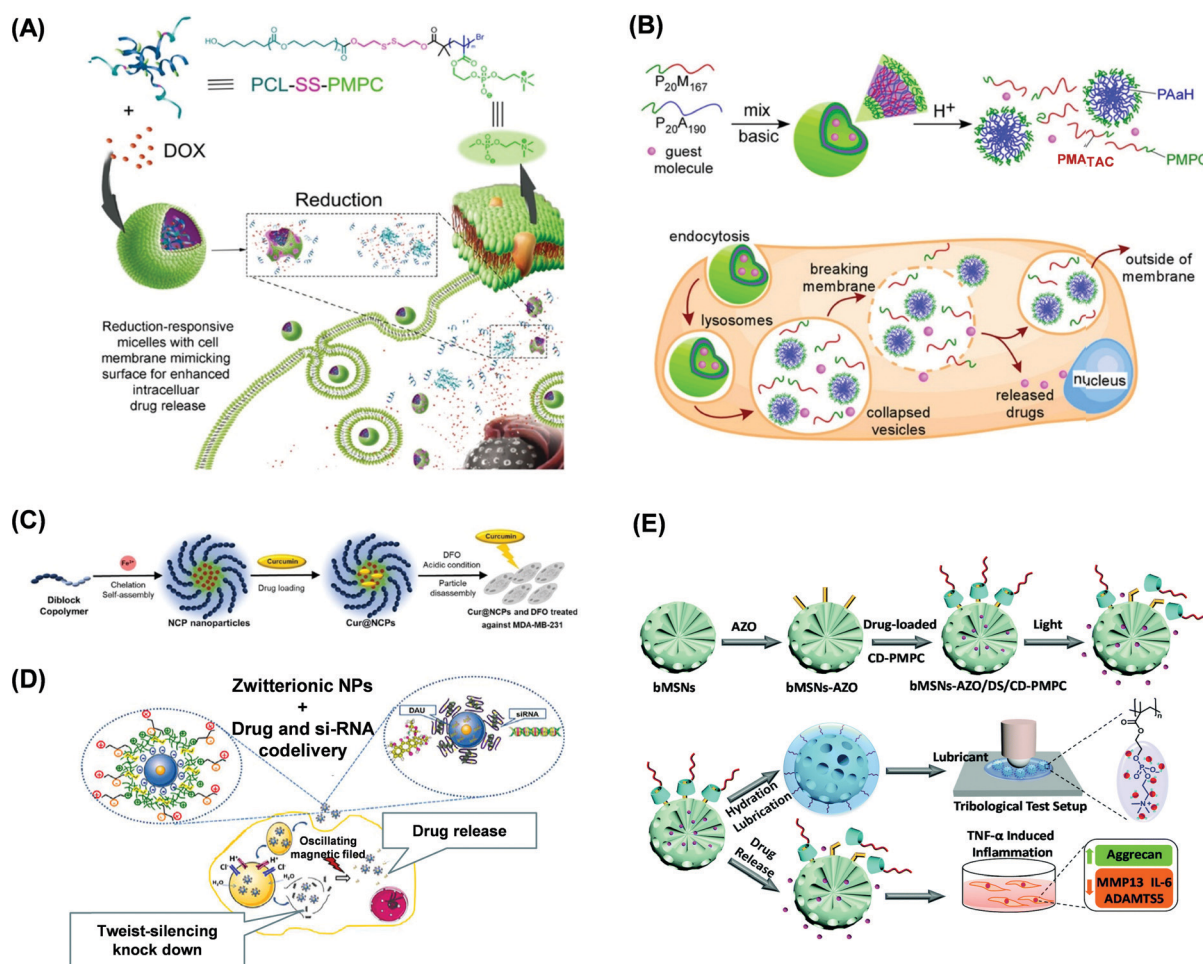 (A)
HO
O
O
O
O
n
O
S-S
O
O
Br
m
PCL-SS-PMPC
+
DOX
Reduction
Reduction-responsive
micelles with cell
membrane mimicking
surface for enhanced
intracelluar
drug release
(B)
P20M167
P20A190
guest
molecule
mix
basic
H+
PAaH
PMATAC
PMPC
endocytosis
lysosomes
breaking
membrane
outside of
membrane
collapsed
vesicles
released
drugs
nucleus
(C)
Diblock
Copolymer
Fe3+
Chelation
Self-assembly
NCP nanoparticles
Curcumin
Drug loading
Cur@NCPs
DFO
Acidic condition
Particle
disassembly
Curcumin
Cur@NCPs and DFO treated
against MDA-MB-231
(D)
Zwitterionic NPs
+
Drug and si-RNA
codelivery
DAU
siRNA
Oscillating
magnetic filed
Drug release
H+
H+
Cl-
Cl-
H2O
H2O
Tweist-silencing
knock down
(E)
bMSNs
AZO
bMSNs-AZO
Drug-loaded
CD-PMPC
bMSNs-AZO/DS/CD-PMPC
Light
Hydration
Lubrication
Lubricant
Tribological Test Setup
Drug
Release
TNF-α Induced
Inflammation
Aggrecan
MMP13 IL-6
ADAMTS5